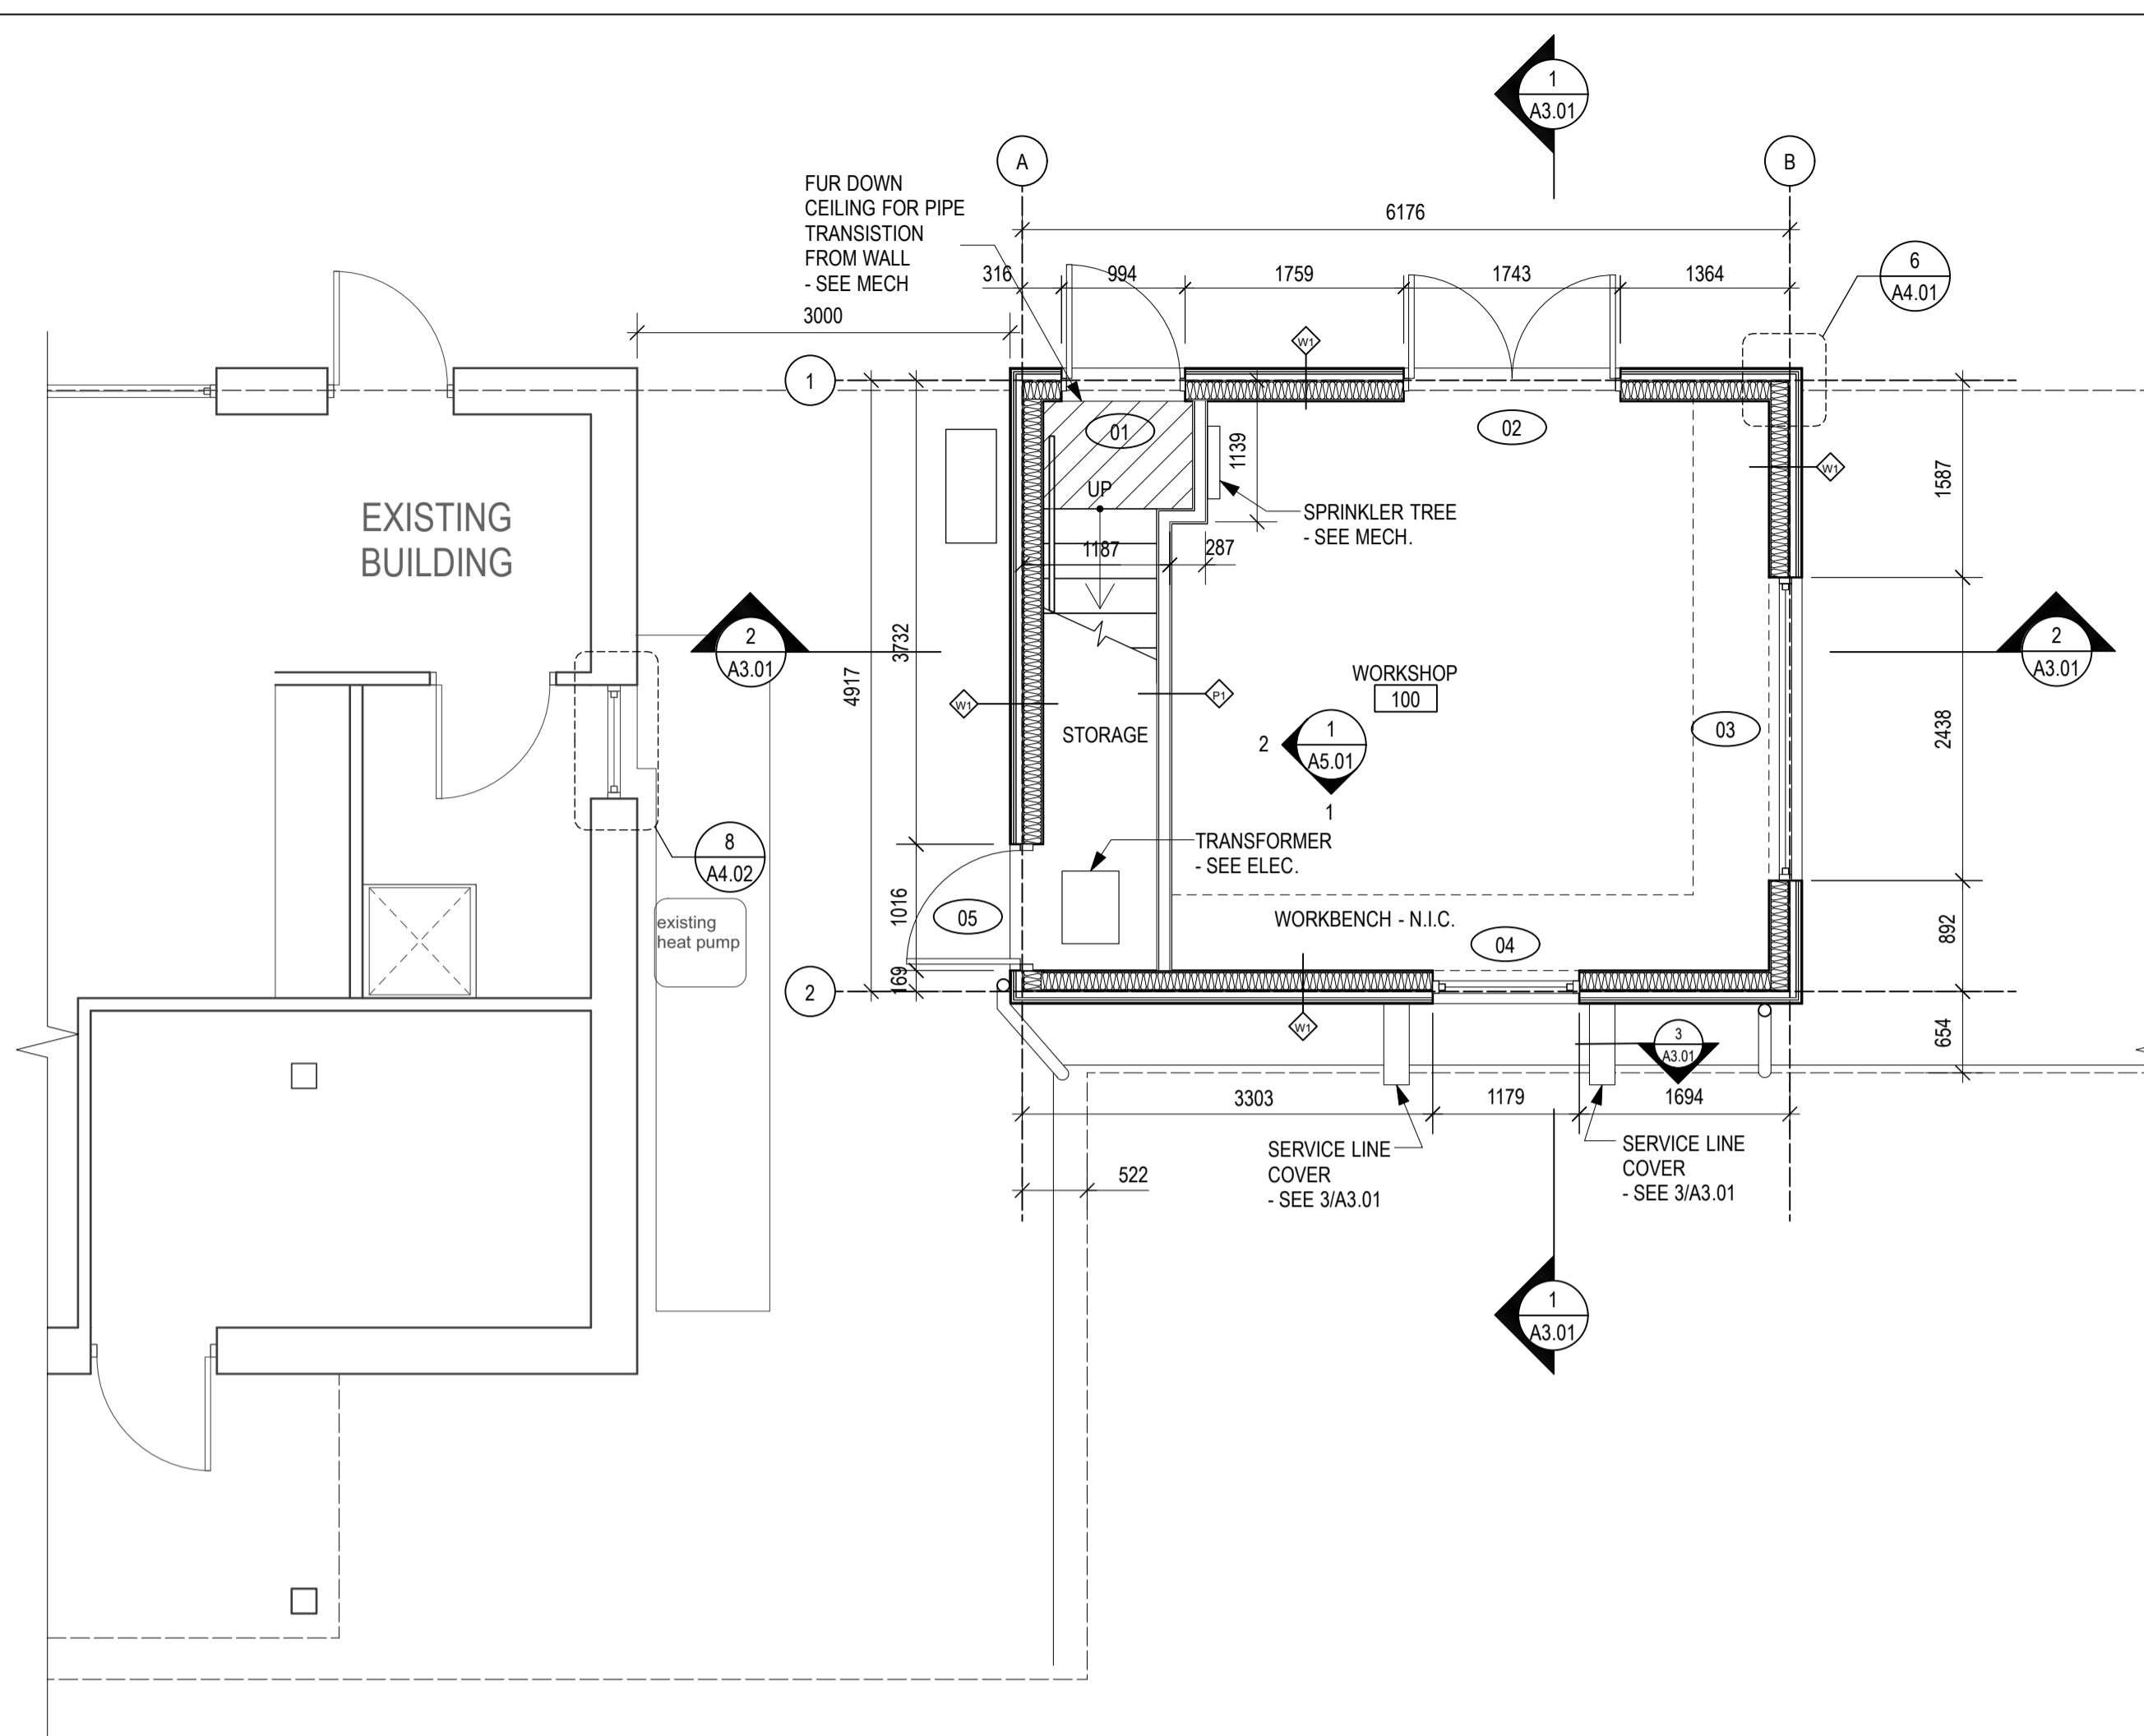 1
A3.01
A
B
FUR DOWN
CEILING FOR PIPE
TRANSISTION
FROM WALL
- SEE MECH
6176
316
994
1759
1743
1364
6
A4.01
3000
1
W1
01
02
1139
W1
1587
UP
SPRINKLER TREE
- SEE MECH.
EXISTING
BUILDING
1187
287
2
A3.01
3732
4917
2
A3.01
WORKSHOP
100
W1
P1
STORAGE
03
2438
2
1
A5.01
1
8
A4.02
TRANSFORMER
- SEE ELEC.
1016
05
existing
heat pump
WORKBENCH - N.I.C.
04
892
169
2
W1
3
A3.01
654
3303
1179
1694
SERVICE LINE
COVER
- SEE 3/A3.01
SERVICE LINE
COVER
- SEE 3/A3.01
522
1
A3.01